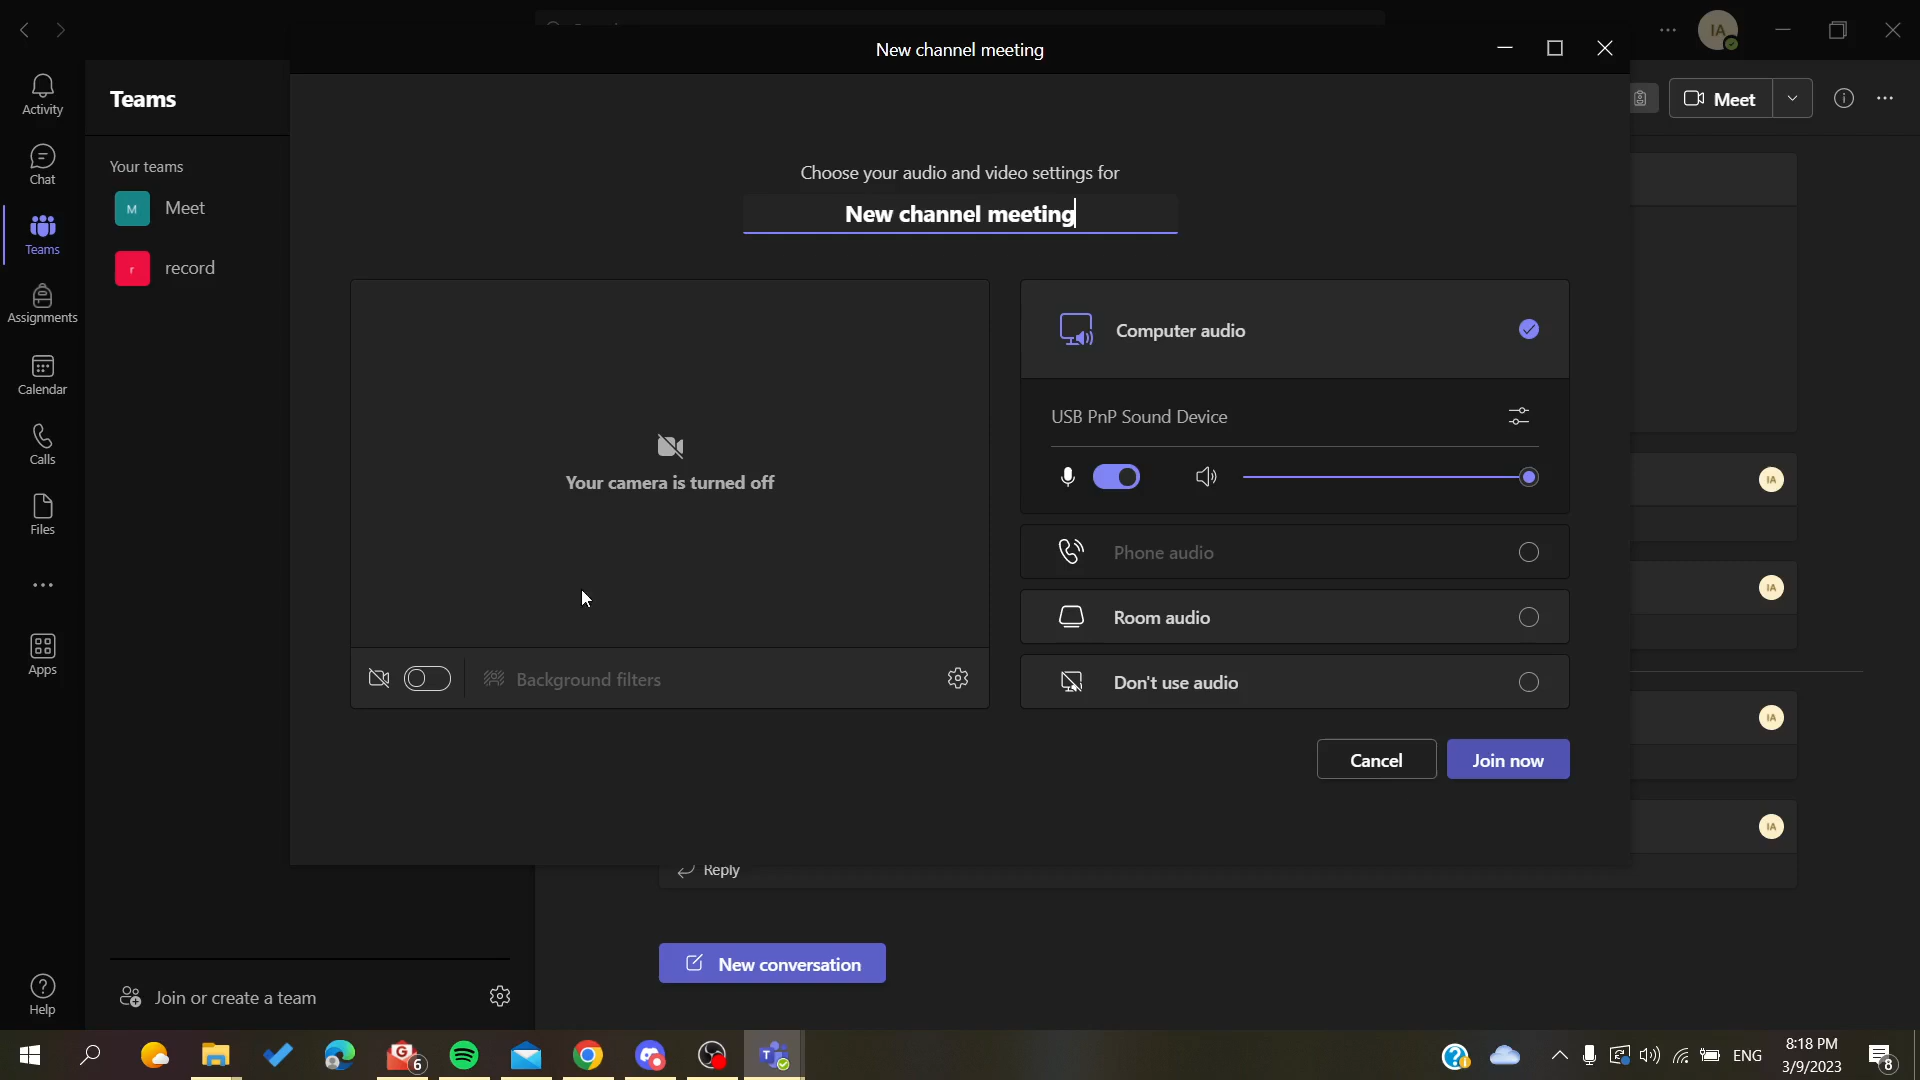 New channel meeting
IA
Activity
Teams
Meet
Choose your audio and video settings for
Chat
Your teams
New channel meeting
M Meet
Teams
r record
Assignments
Computer audio
Calendar
USB PnP Sound Device
Calls
IA
Your camera is turned off
Files
Phone audio
IA
Room audio
Apps
Background filters
Don't use audio
IA
Cancel
Join now
IA
Reply
New conversation
Help
Join or create a team
6
ENG
8:18 PM
3/9/2023
8